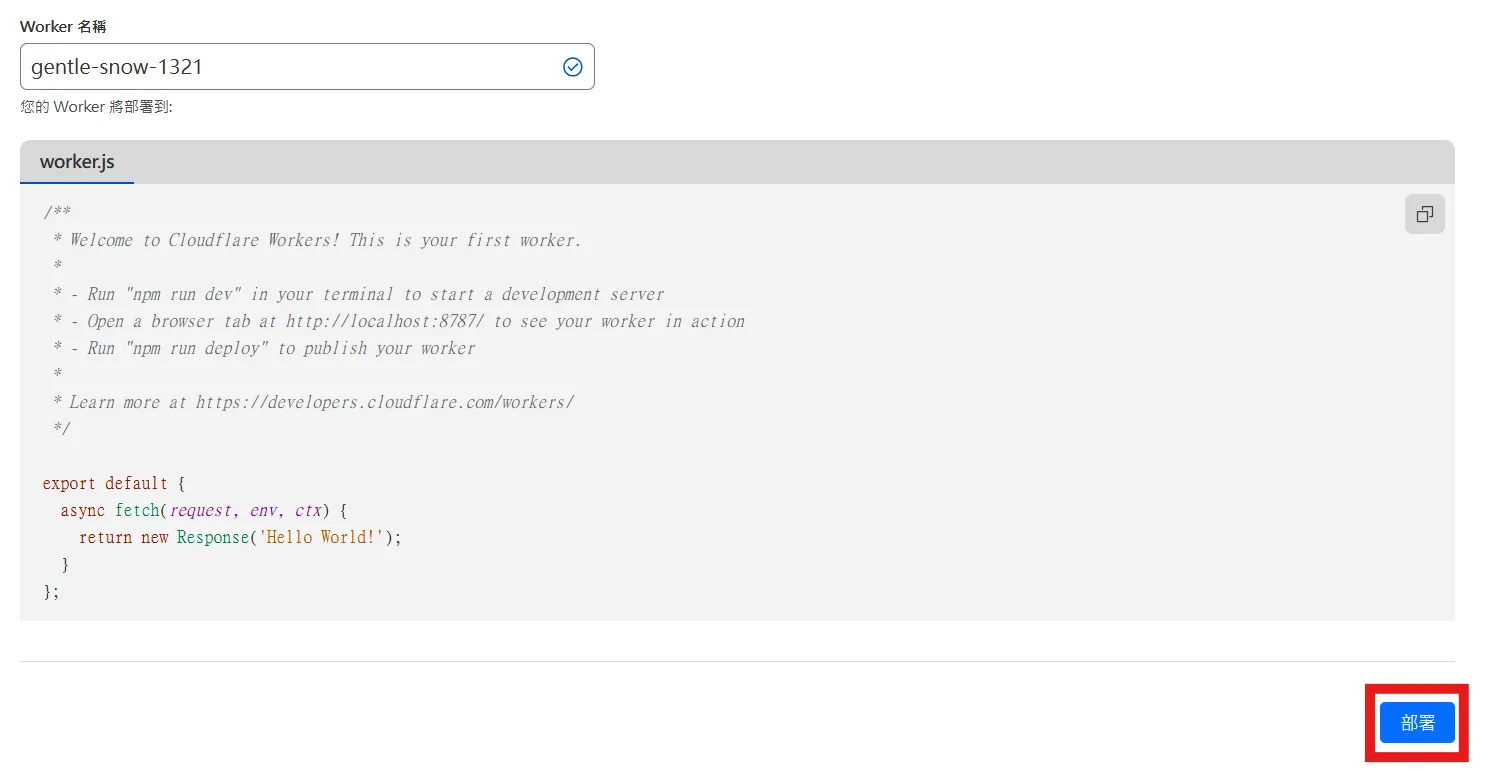 Worker 名稱
gentle-snow-1321
您的 Worker 將部署到:
worker.js
/**
 * Welcome to Cloudflare Workers! This is your first worker.
 *
 * - Run "npm run dev" in your terminal to start a development server
 * - Open a browser tab at http://localhost:8787/ to see your worker in action
 * - Run "npm run deploy" to publish your worker
 *
 * Learn more at https://developers.cloudflare.com/workers/
 */
export default {
  async fetch(request, env, ctx) {
    return new Response('Hello World!');
  }
};
部署